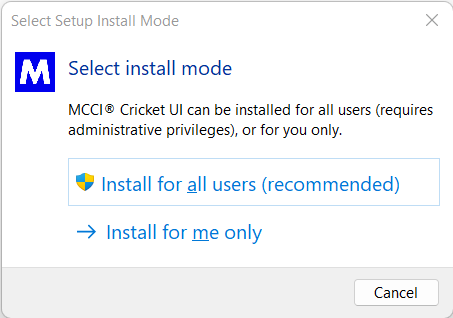 Select Setup Install Mode
M
Select install mode
MCCI® Cricket UI can be installed for all users (requires
administrative privileges), or for you only.
Install for all users (recommended)
Install for me only
Cancel